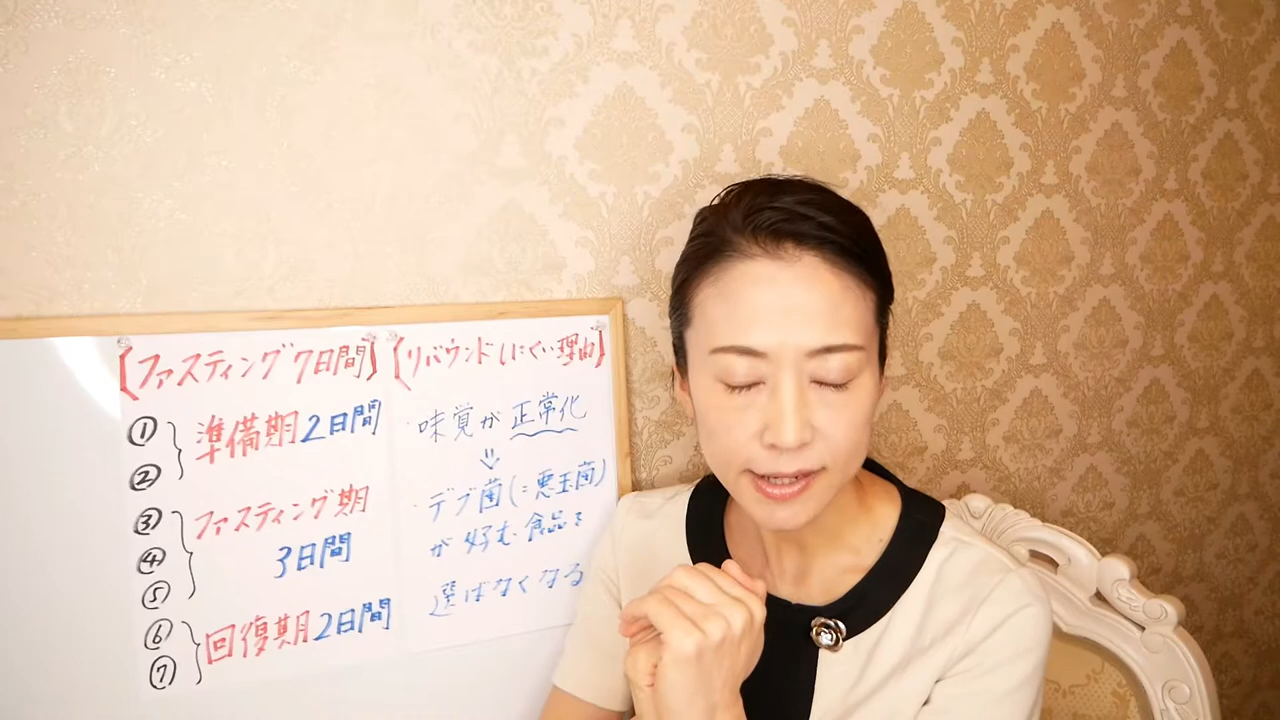 【ファスティング7日間】
①
②
準備期2日間
③
④
⑤
ファスティング期
3日間
⑥
⑦
回復期2日間
【リバウンドしにくい理由】
・味覚が正常化
⇓
・デブ菌(=悪玉菌)
が好む食品を
選ばなくなる